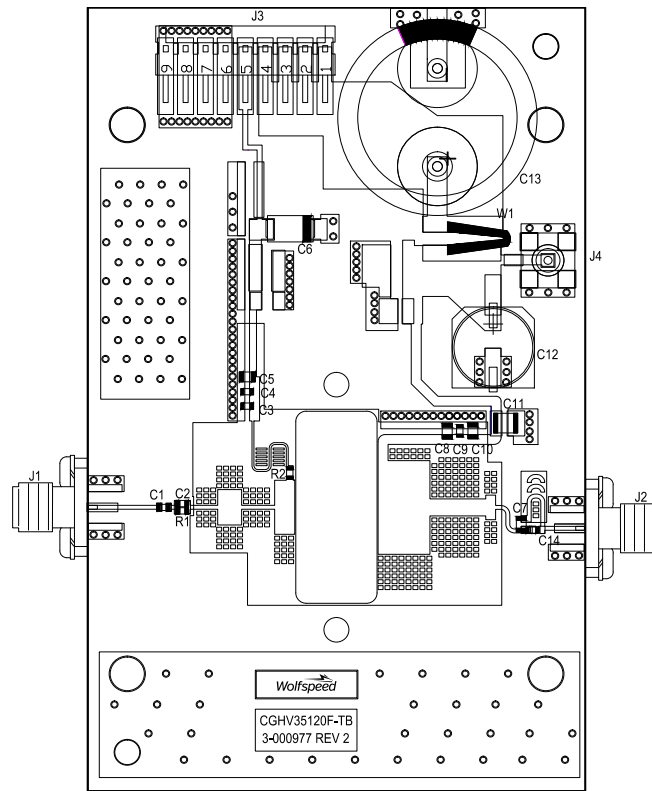 J3
9 8 7 6 5 4 3 2 1
C13
W1
J4
C6
C12
C5
C4
C3
C11
C8 C9 C10
R2
J1
C1 C2
R1
C7
J2
C14
Wolfspeed
CGHV35120F-TB
3-000977 REV 2